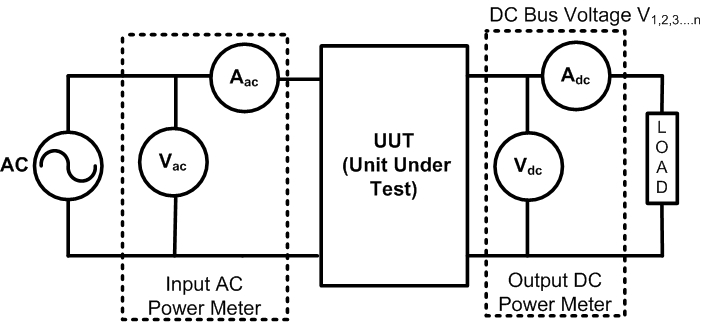 DC Bus Voltage V1,2,3....n
Aac
Adc
AC
Vac
UUT
(Unit Under
Test)
Vdc
LOAD
Input AC
Power Meter
Output DC
Power Meter